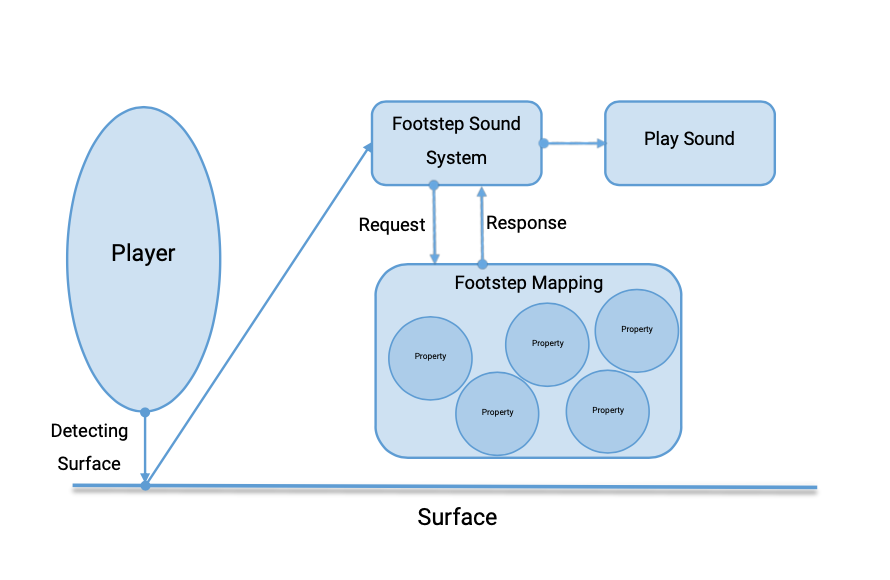 Footstep Sound
System
Play Sound
Request
Response
Player
Footstep Mapping
Property
Property
Property
Property
Property
Detecting
Surface
Surface